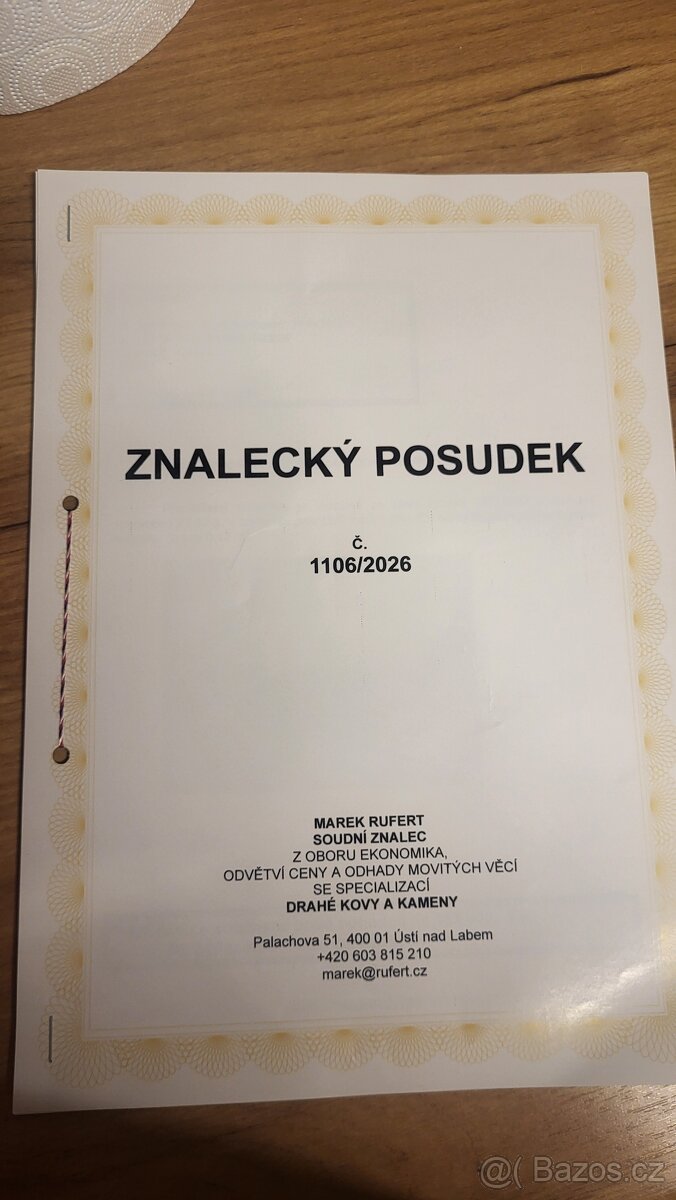 ZNALECKÝ POSUDEK
Č.
1106/2026
MAREK RUFERT
SOUDNÍ ZNALEC
Z OBORU EKONOMIKA,
ODVĚTVÍ CENY A ODHADY MOVITÝCH VĚCÍ
SE SPECIALIZACÍ
DRAHÉ KOVY A KAMENY
Palachova 51, 400 01 Ústí nad Labem
+420 603 815 210
marek@rufert.cz
@( Bazos.cz